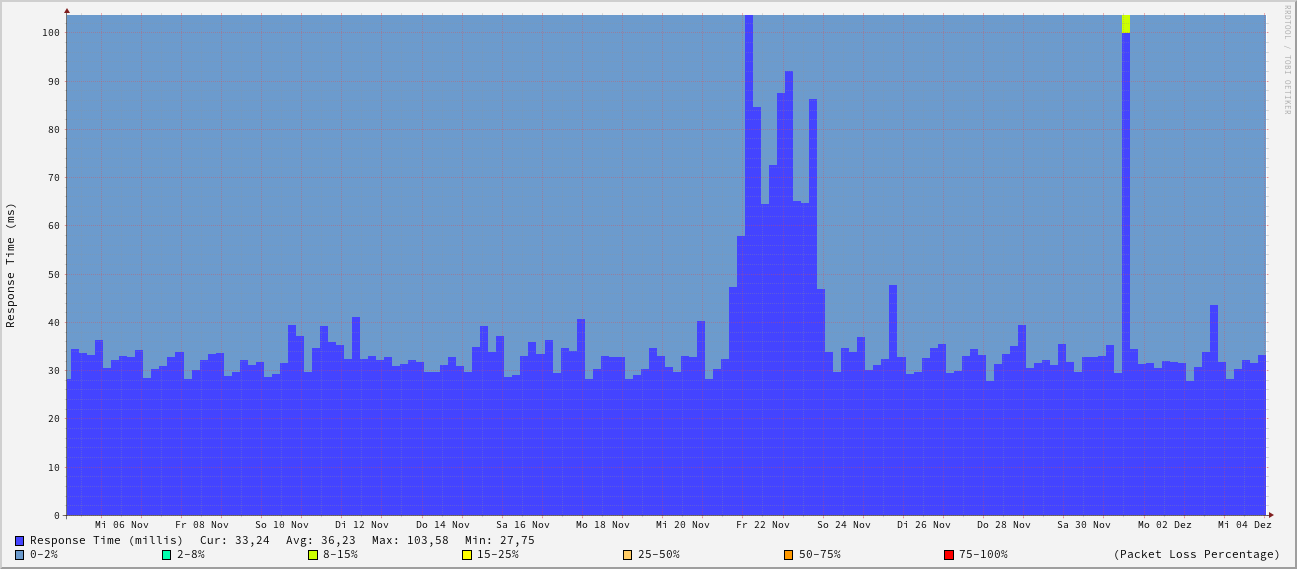 RRDTOOL / TOBI OETIKER
Response Time (ms)
100
90
80
70
60
50
40
30
20
10
0
Mi 06 Nov Fr 08 Nov So 10 Nov Di 12 Nov Do 14 Nov Sa 16 Nov Mo 18 Nov Mi 20 Nov Fr 22 Nov So 24 Nov Di 26 Nov Do 28 Nov Sa 30 Nov Mo 02 Dez Mi 04 Dez
Response Time (millis) Cur: 33,24 Avg: 36,23 Max: 103,58 Min: 27,75
0-2% 2-8% 8-15% 15-25% 25-50% 50-75% 75-100% (Packet Loss Percentage)